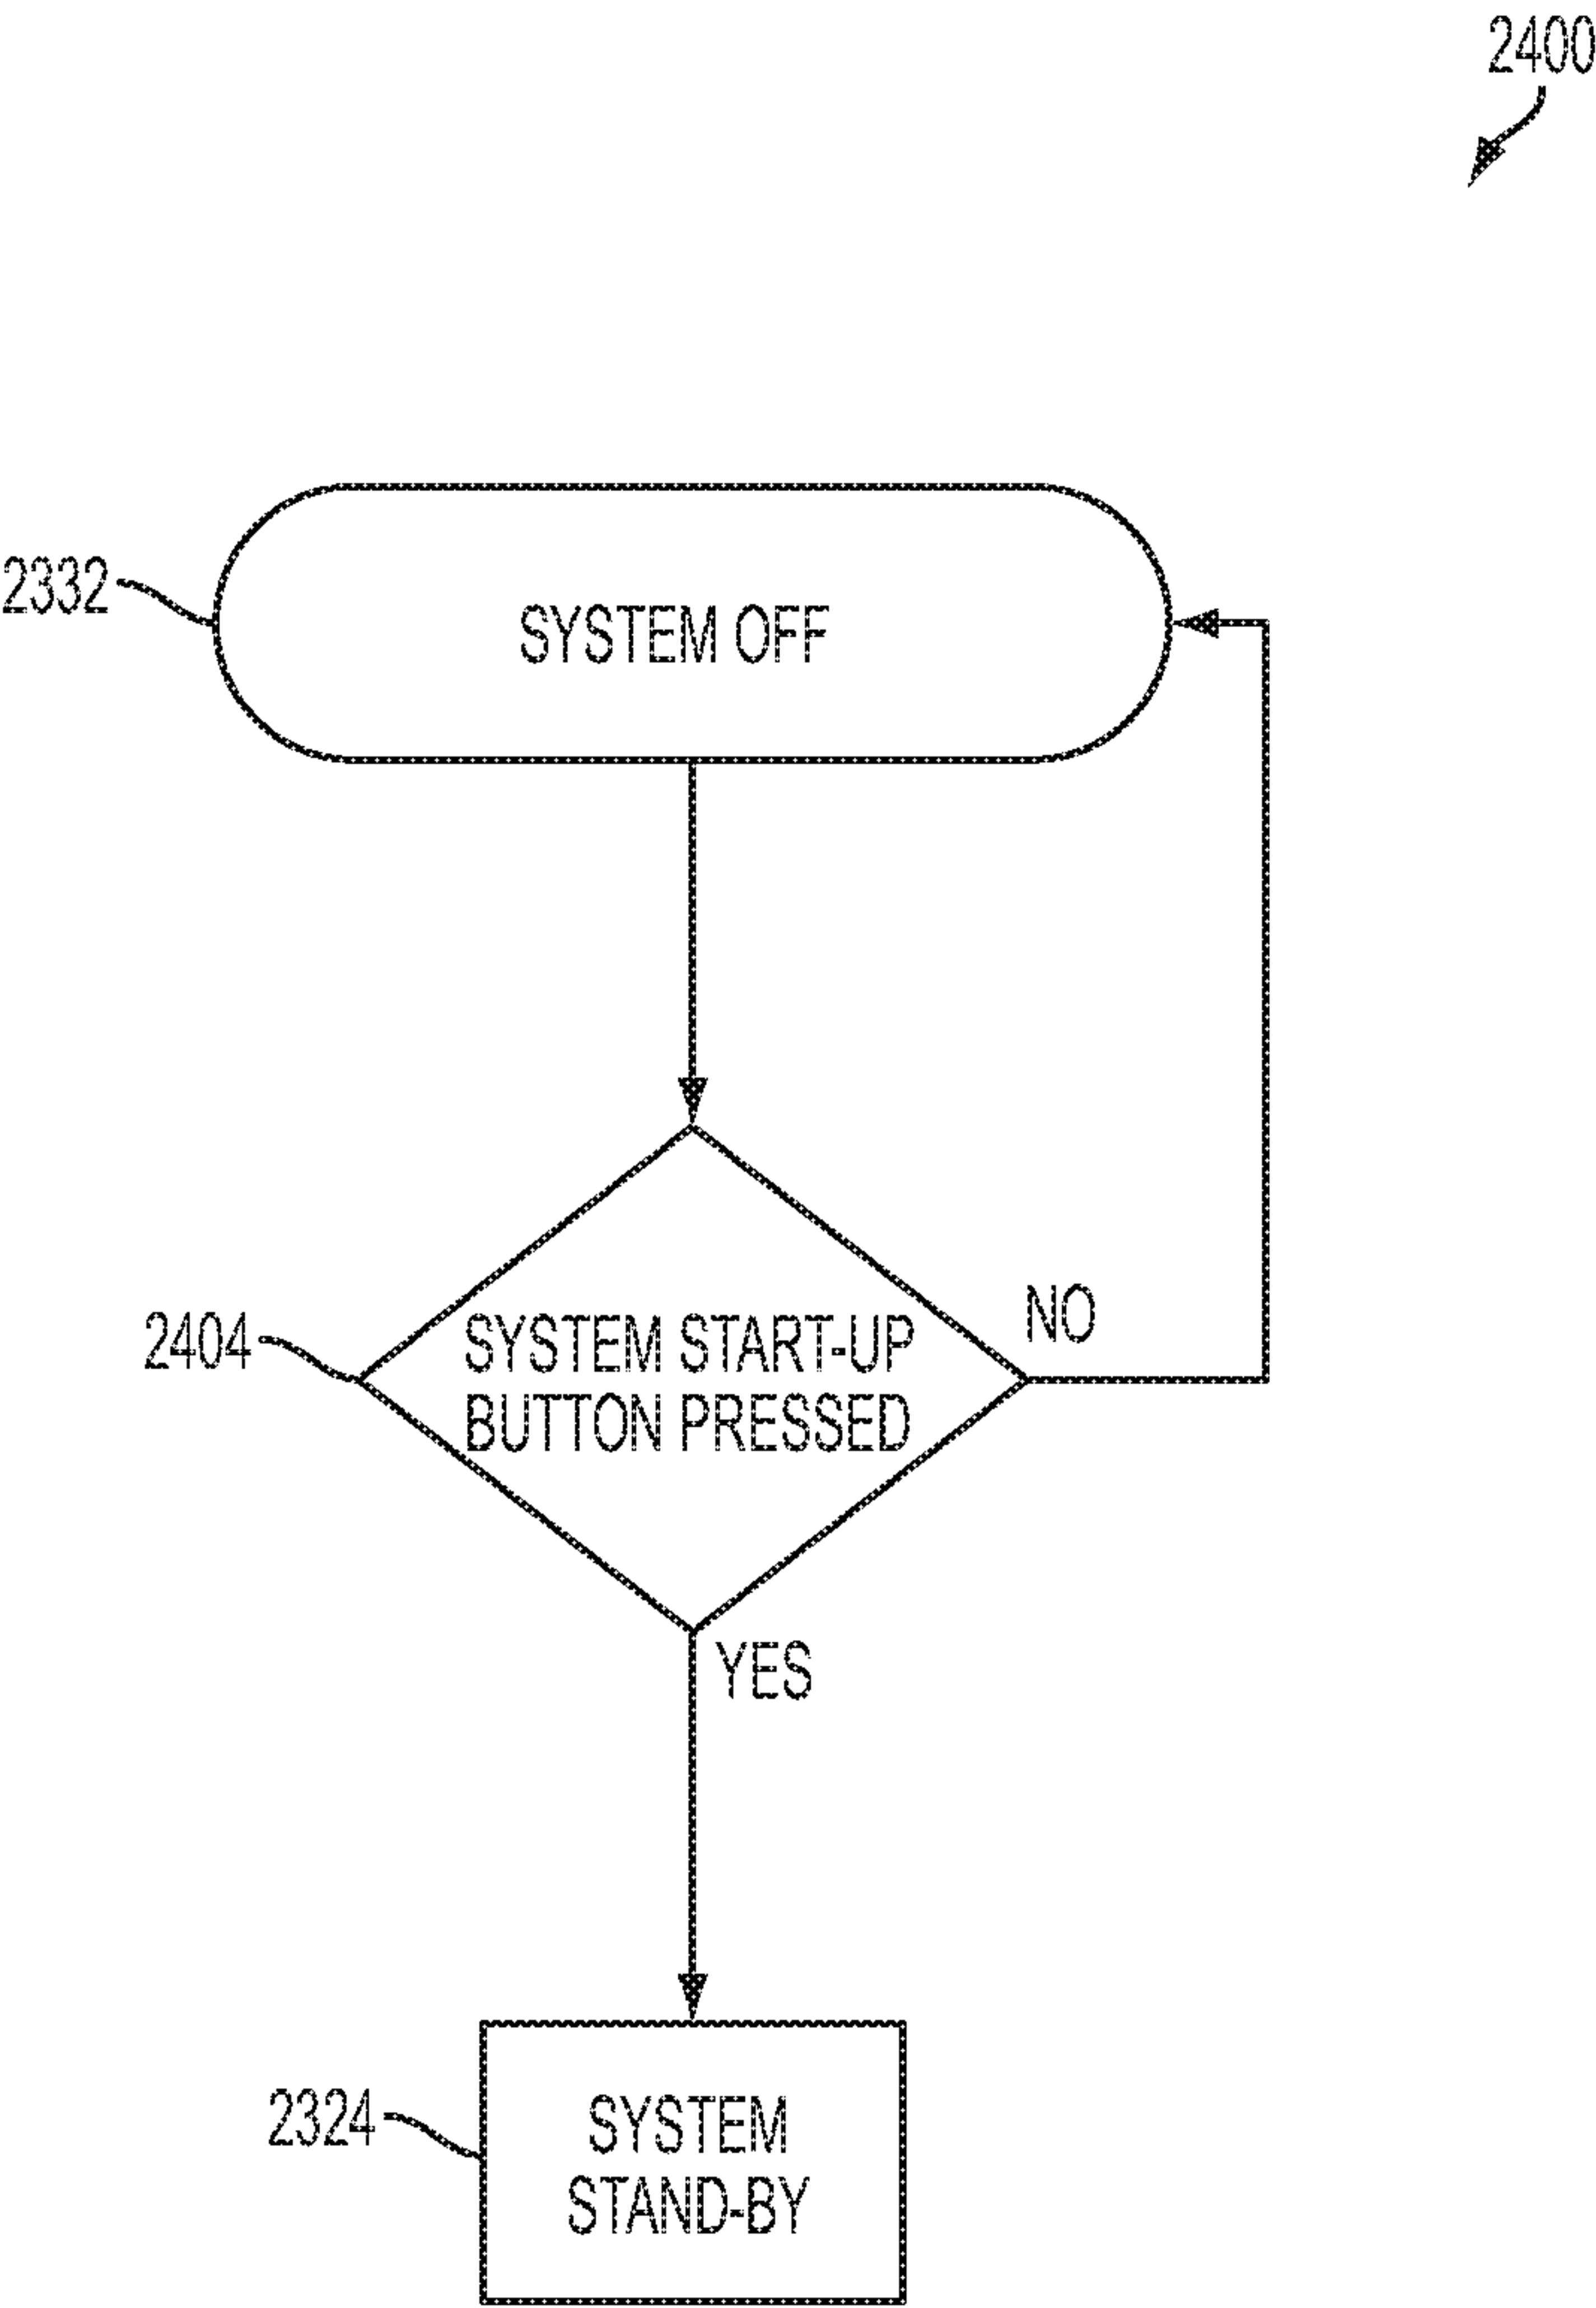 2400
2332
SYSTEM OFF
2404
SYSTEM START-UP
BUTTON PRESSED
NO
YES
2324
SYSTEM
STAND-BY